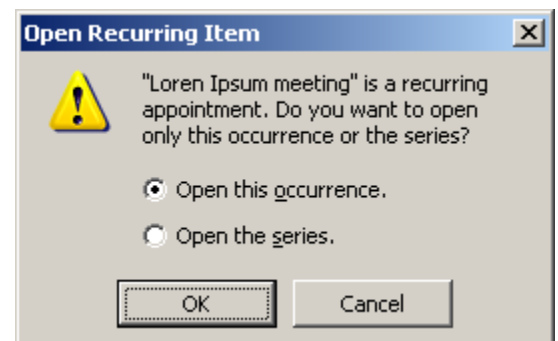 Open Recurring Item
"Loren Ipsum meeting" is a recurring
appointment. Do you want to open
only this occurrence or the series?
Open this occurrence.
Open the series.
OK
Cancel